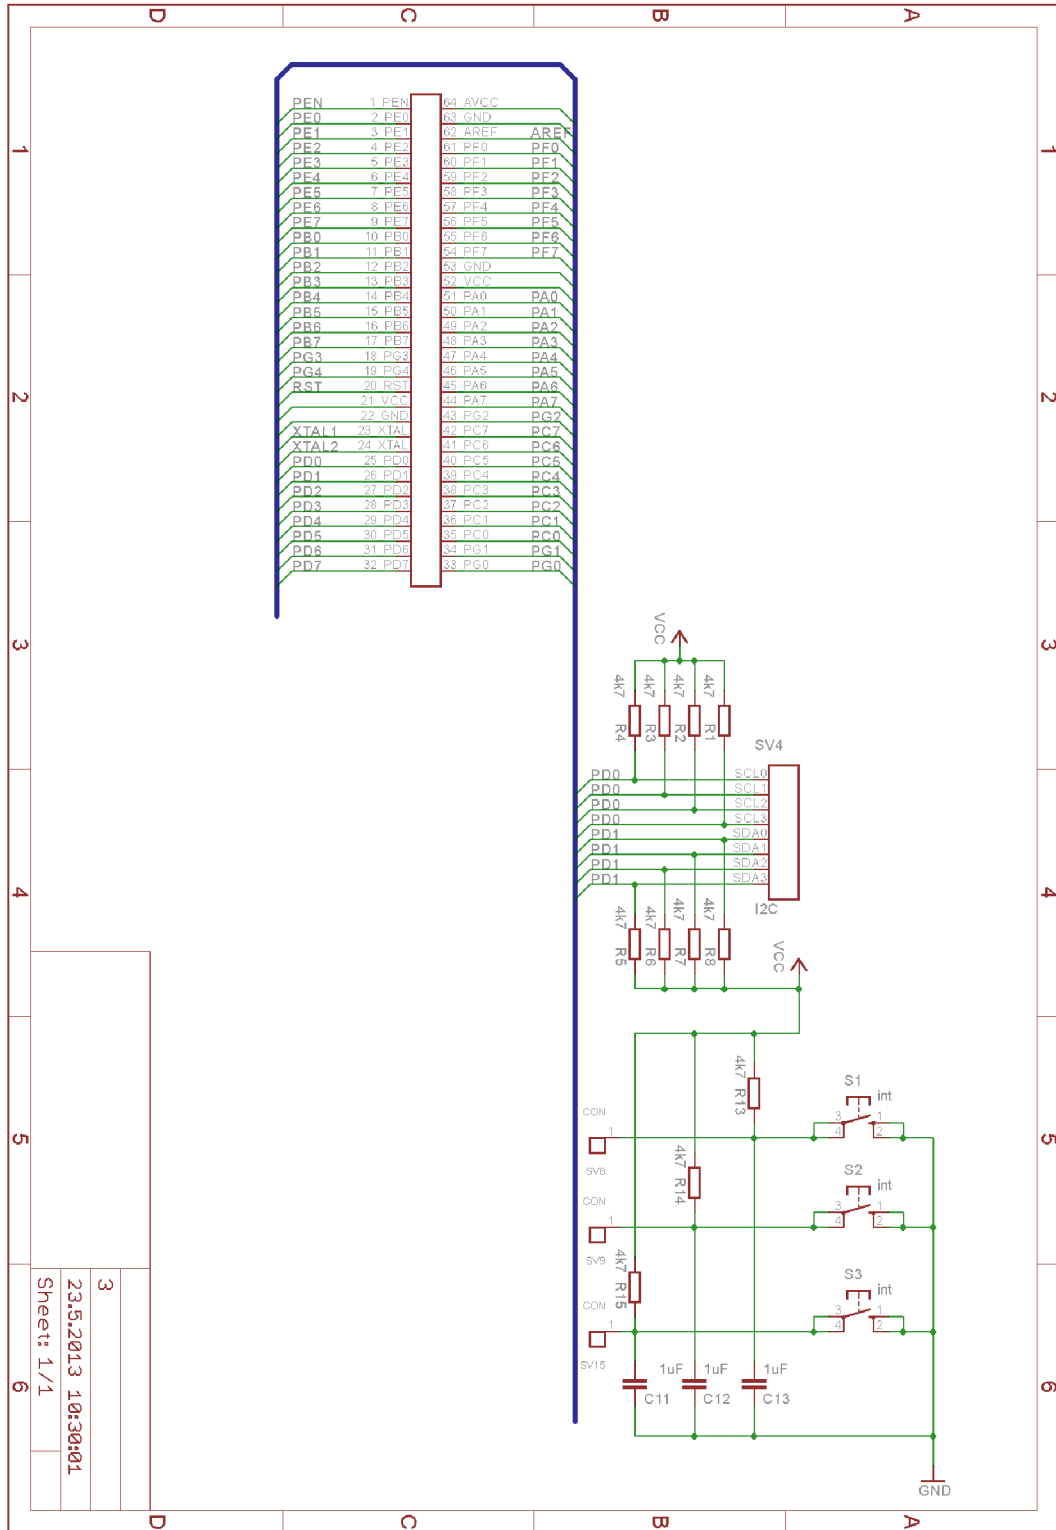 D C B A
1 1
2 2
3 3
4 4
5 5
6 6
D C B A
PEN 1 PEN 64 AVCC
PE0 2 PE0 63 GND
PE1 3 PE1 62 AREF AREF
PE2 4 PE2 61 PF0 PF0
PE3 5 PE3 60 PF1 PF1
PE4 6 PE4 59 PF2 PF2
PE5 7 PE5 58 PF3 PF3
PE6 8 PE6 57 PF4 PF4
PE7 9 PE7 56 PF5 PF5
PB0 10 PB0 55 PF6 PF6
PB1 11 PB1 54 PF7 PF7
PB2 12 PB2 53 GND
PB3 13 PB3 52 VCC
PB4 14 PB4 51 PA0 PA0
PB5 15 PB5 50 PA1 PA1
PB6 16 PB6 49 PA2 PA2
PB7 17 PB7 48 PA3 PA3
PG3 18 PG3 47 PA4 PA4
PG4 19 PG4 46 PA5 PA5
RST 20 RST 45 PA6 PA6
21 VCC 44 PA7 PA7
22 GND 43 PG2 PG2
XTAL1 23 XTAL 42 PC7 PC7
XTAL2 24 XTAL 41 PC6 PC6
PD0 25 PD0 40 PC5 PC5
PD1 26 PD1 39 PC4 PC4
PD2 27 PD2 38 PC3 PC3
PD3 28 PD3 37 PC2 PC2
PD4 29 PD4 36 PC1 PC1
PD5 30 PD5 35 PC0 PC0
PD6 31 PD6 34 PG1 PG1
PD7 32 PD7 33 PG0 PG0
VCC
4k7 4k7 4k7 4k7
R4 R3 R2 R1
SV4
PD0 SCL0
PD0 SCL1
PD0 SCL2
PD0 SCL3
PD1 SDA0
PD1 SDA1
PD1 SDA2
PD1 SDA3
I2C
4k7 4k7 4k7 4k7
R5 R6 R7 R8
VCC
4k7 R13
S1
int
CON
1 3 1
4 2
SV8
4k7 R14
S2
int
CON
1 3 1
4 2
SV9
4k7 R15
S3
int
CON
1 3 1
4 2
SV15
1uF 1uF 1uF
C11 C12 C13
GND
3
23.5.2013 10:30:01
Sheet: 1/1